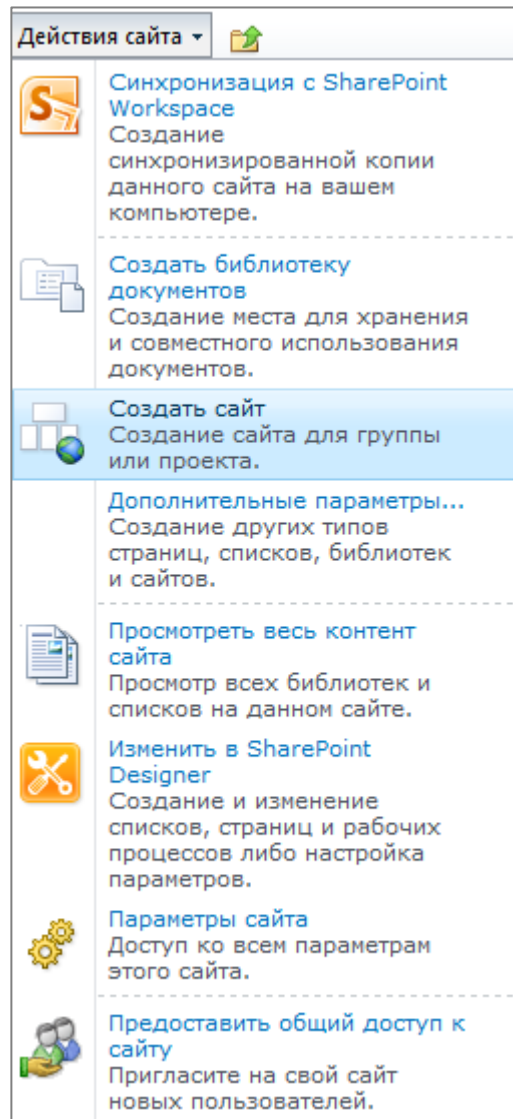 Действия сайта
Синхронизация с SharePoint
Workspace
Создание
синхронизированной копии
данного сайта на вашем
компьютере.
Создать библиотеку
документов
Создание места для хранения
и совместного использования
документов.
Создать сайт
Создание сайта для группы
или проекта.
Дополнительные параметры...
Создание других типов
страниц, списков, библиотек
и сайтов.
Просмотреть весь контент
сайта
Просмотр всех библиотек и
списков на данном сайте.
Изменить в SharePoint
Designer
Создание и изменение
списков, страниц и рабочих
процессов либо настройка
параметров.
Параметры сайта
Доступ ко всем параметрам
этого сайта.
Предоставить общий доступ к
сайту
Пригласите на свой сайт
новых пользователей.